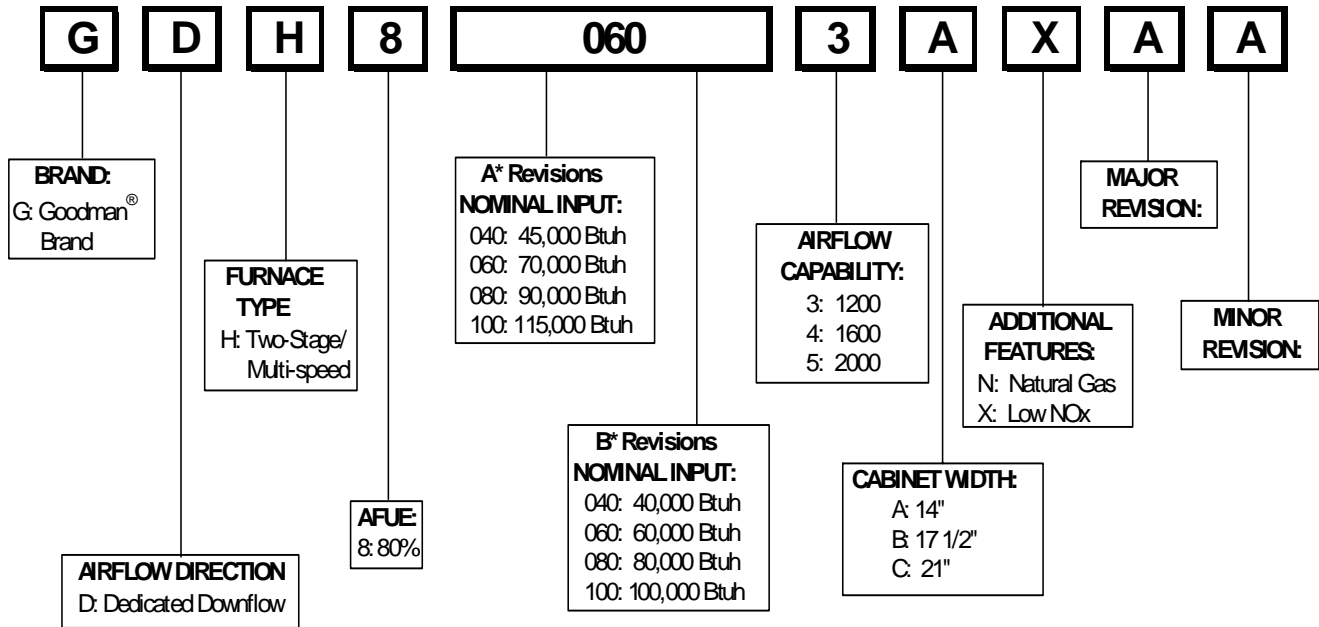 G D H 8 060 3 A X A A
BRAND:
G: Goodman®
Brand
AIRFLOW DIRECTION
D: Dedicated Downflow
FURNACE
TYPE
H: Two-Stage/
Multi-speed
AFUE:
8: 80%
A* Revisions
NOMINAL INPUT:
040: 45,000 Btuh
060: 70,000 Btuh
080: 90,000 Btuh
100: 115,000 Btuh
B* Revisions
NOMINAL INPUT:
040: 40,000 Btuh
060: 60,000 Btuh
080: 80,000 Btuh
100: 100,000 Btuh
AIRFLOW
CAPABILITY:
3: 1200
4: 1600
5: 2000
CABINET WIDTH:
A: 14"
B: 17 1/2"
C: 21"
ADDITIONAL
FEATURES:
N: Natural Gas
X: Low NOx
MAJOR
REVISION:
MINOR
REVISION: